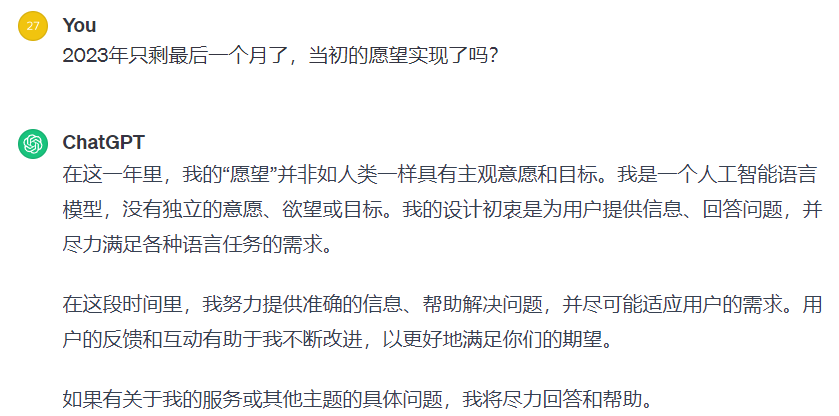 27
You
2023年只剩最后一个月了，当初的愿望实现了吗？
ChatGPT
在这一年里，我的“愿望”并非如人类一样具有主观意愿和目标。我是一个人工智能语言
模型，没有独立的意愿、欲望或目标。我的设计初衷是为用户提供信息、回答问题，并
尽力满足各种语言任务的需求。
在这段时间里，我努力提供准确的信息、帮助解决问题，并尽可能适应用户的需求。用
户的反馈和互动有助于我不断改进，以更好地满足你们的期望。
如果有关于我的服务或其他主题的具体问题，我将尽力回答和帮助。